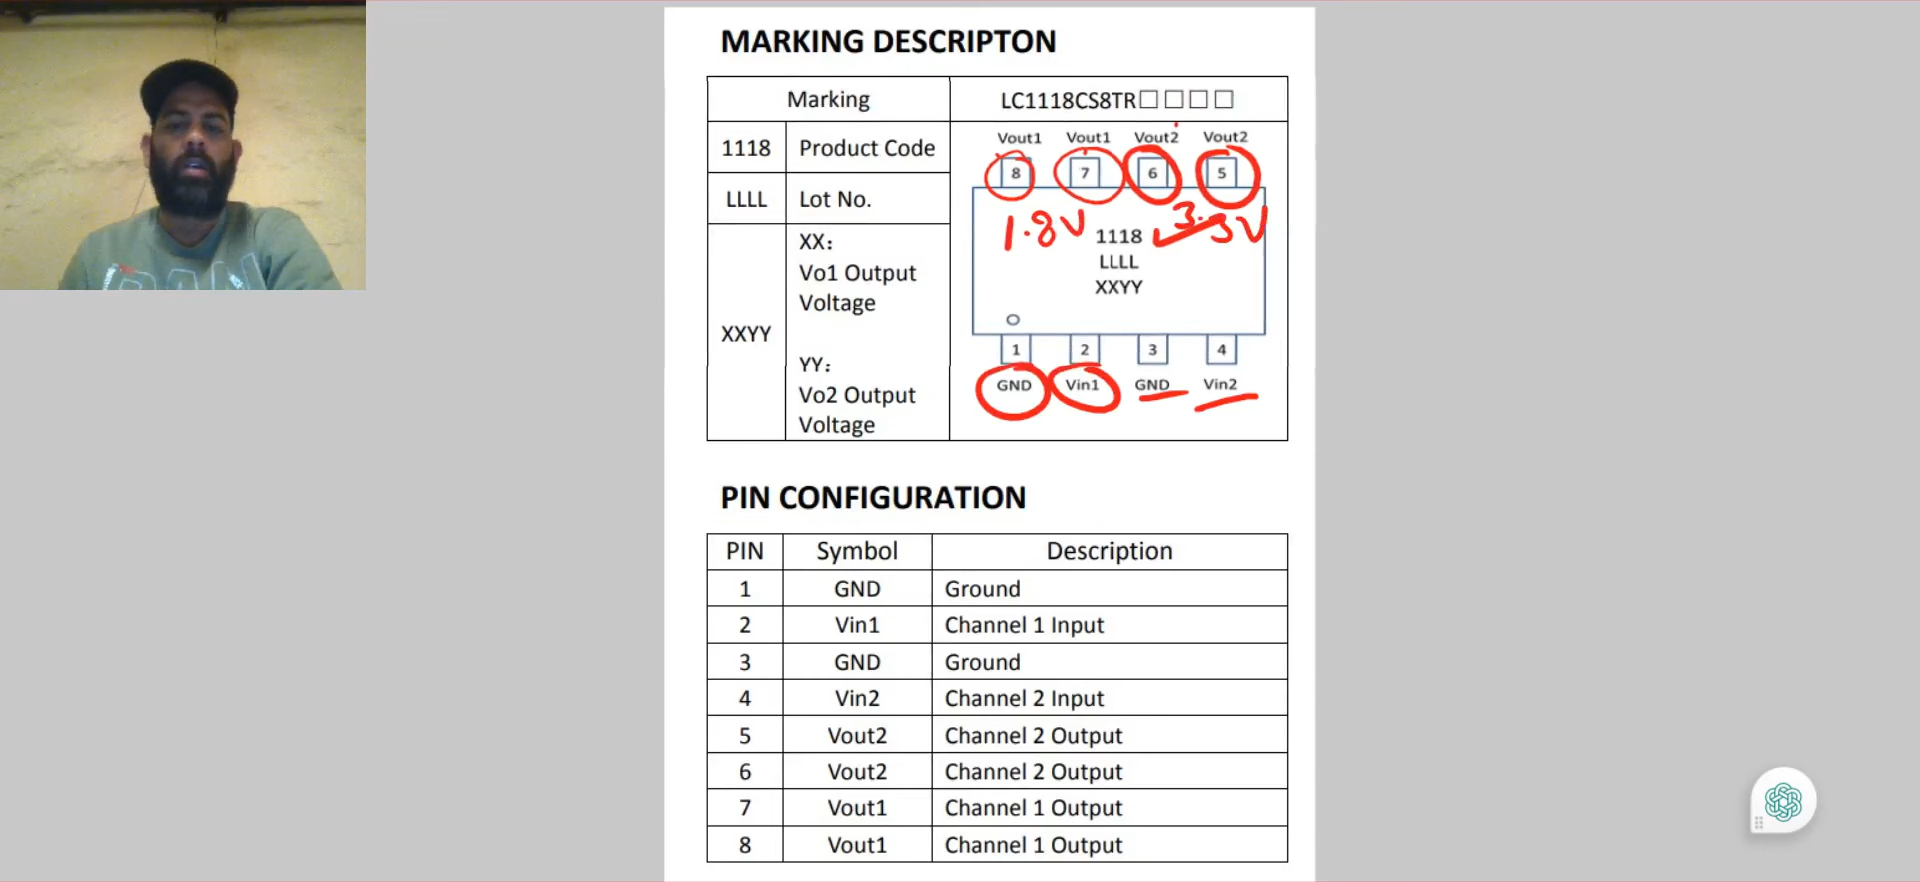 MARKING DESCRIPTON
Marking
LC1118CS8TR□□□□
1118
Product Code
LLLL
Lot No.
XXYY
XX:
Vo1 Output
Voltage
YY:
Vo2 Output
Voltage
Vout1 Vout1 Vout2 Vout2
8 7 6 5
1.8V 3.3V
1118
LLLL
XXYY
1 2 3 4
GND Vin1 GND Vin2
PIN CONFIGURATION
PIN Symbol Description
1 GND Ground
2 Vin1 Channel 1 Input
3 GND Ground
4 Vin2 Channel 2 Input
5 Vout2 Channel 2 Output
6 Vout2 Channel 2 Output
7 Vout1 Channel 1 Output
8 Vout1 Channel 1 Output